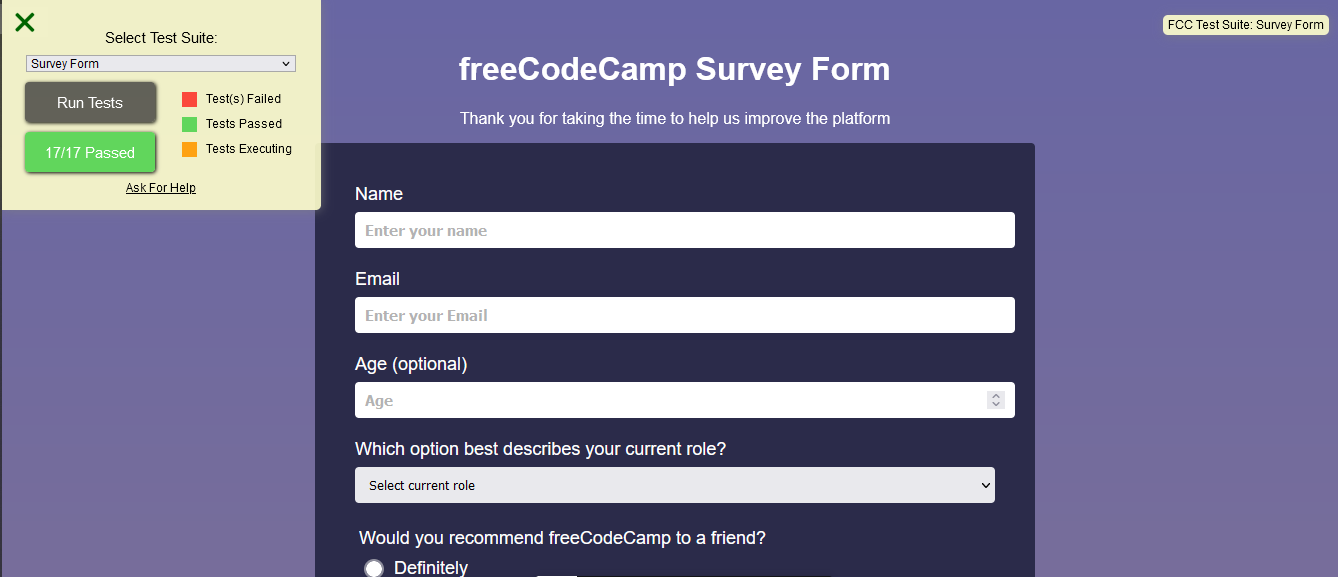 Select Test Suite:
Survey Form
Run Tests
17/17 Passed
Test(s) Failed
Tests Passed
Tests Executing
Ask For Help
FCC Test Suite: Survey Form
freeCodeCamp Survey Form
Thank you for taking the time to help us improve the platform
Name
Enter your name
Email
Enter your Email
Age (optional)
Age
Which option best describes your current role?
Select current role
Would you recommend freeCodeCamp to a friend?
Definitely